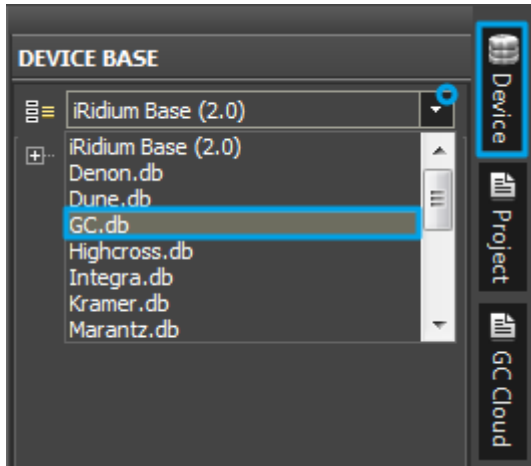 DEVICE BASE
iRidium Base (2.0)
iRidium Base (2.0)
Denon.db
Dune.db
GC.db
Highcross.db
Integra.db
Kramer.db
Marantz.db
Device
Project
GC Cloud